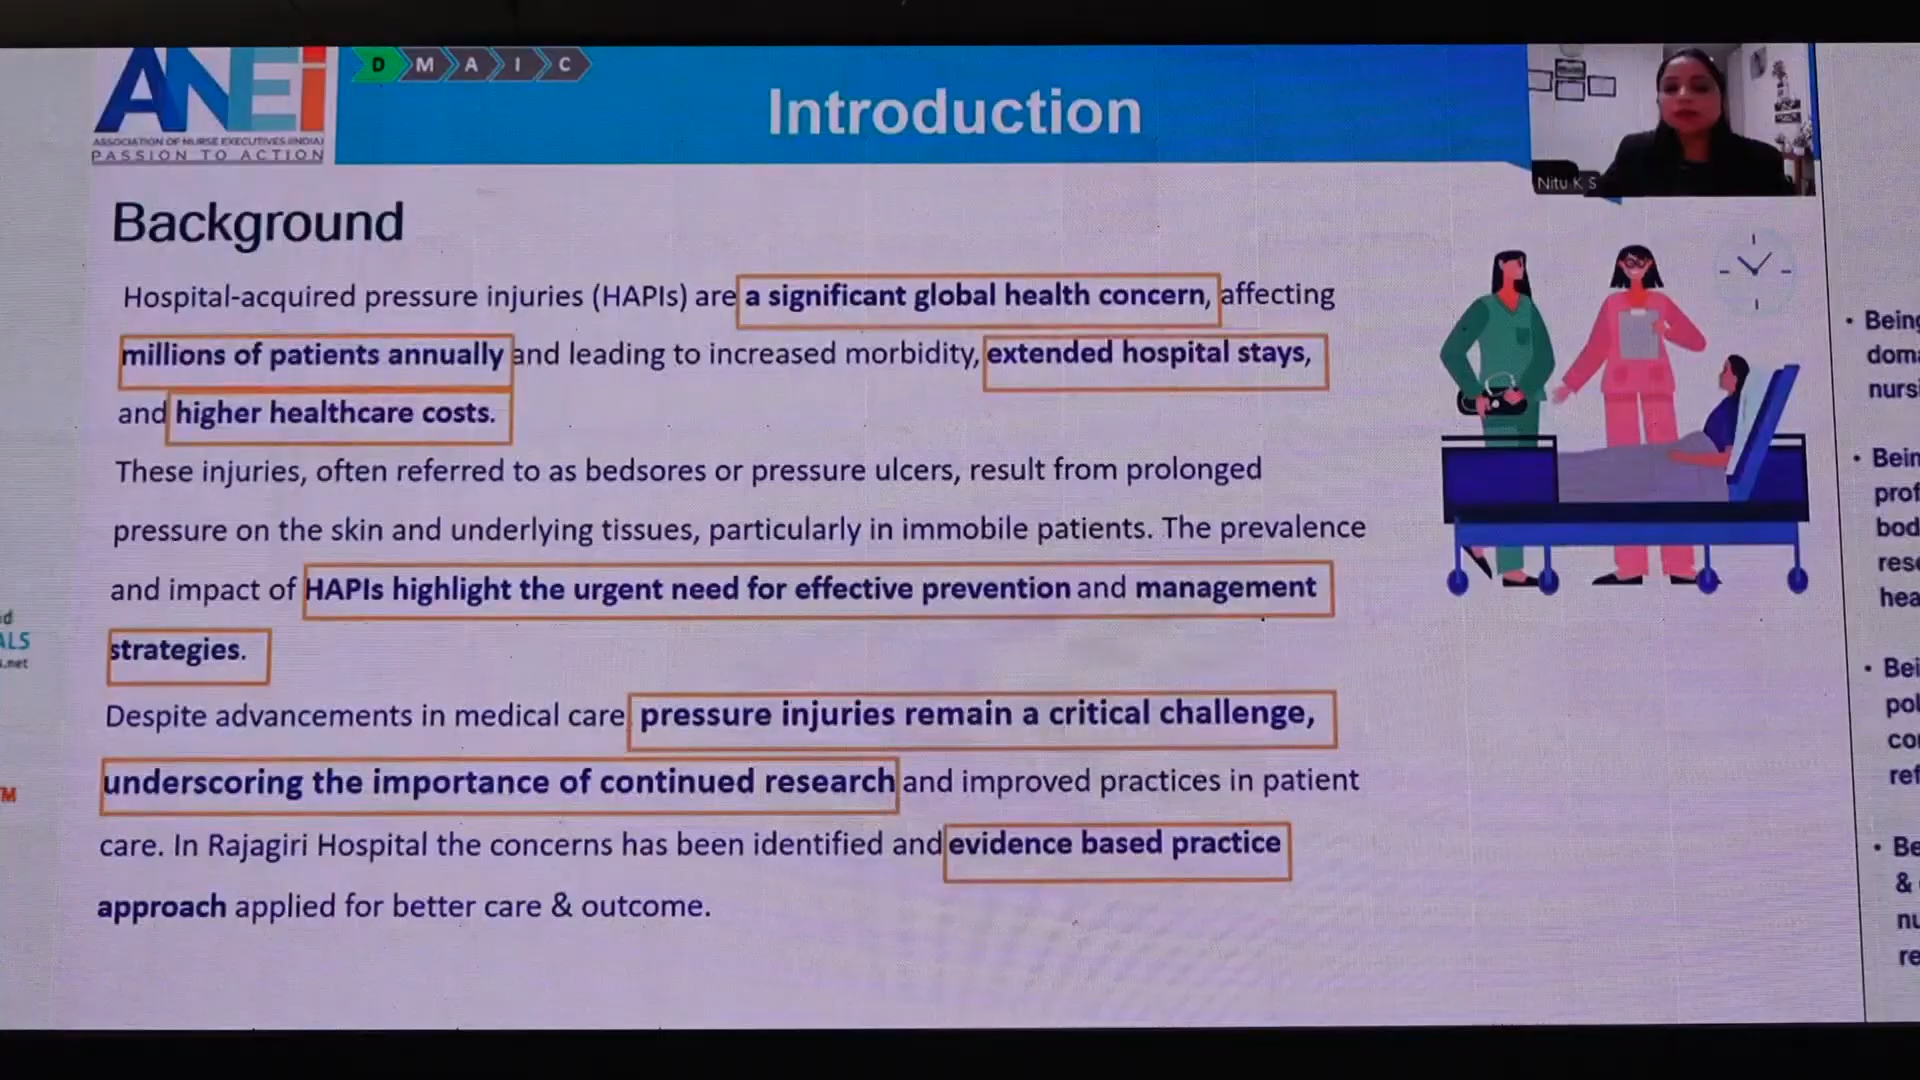 ANEi
ASSOCIATION OF NURSE EXECUTIVES (INDIA)
PASSION TO ACTION
D M A I C
Introduction
Nitu K S
Background
Hospital-acquired pressure injuries (HAPIs) are a significant global health concern, affecting
millions of patients annually and leading to increased morbidity, extended hospital stays,
and higher healthcare costs.
These injuries, often referred to as bedsores or pressure ulcers, result from prolonged
pressure on the skin and underlying tissues, particularly in immobile patients. The prevalence
and impact of HAPIs highlight the urgent need for effective prevention and management
strategies.
Despite advancements in medical care pressure injuries remain a critical challenge,
underscoring the importance of continued research and improved practices in patient
care. In Rajagiri Hospital the concerns has been identified and evidence based practice
approach applied for better care & outcome.